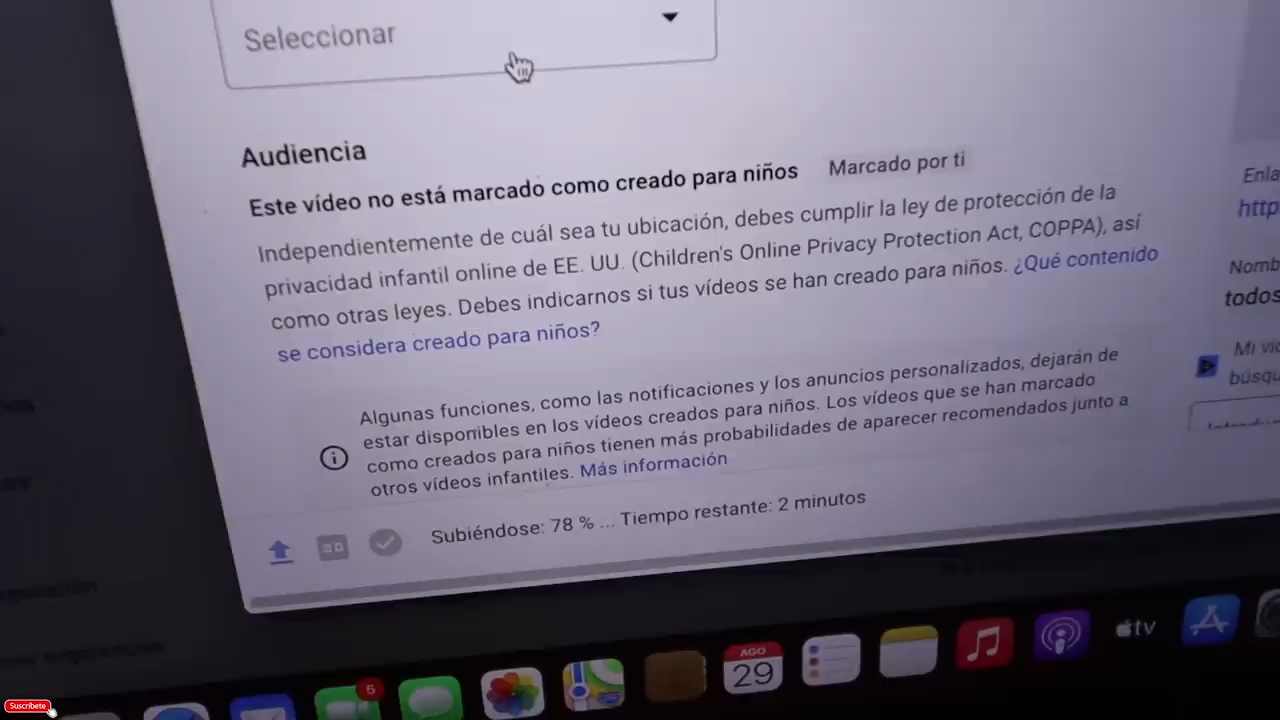 Seleccionar
Audiencia
Este vídeo no está marcado como creado para niños Marcado por ti
Independientemente de cuál sea tu ubicación, debes cumplir la ley de protección de la
privacidad infantil online de EE. UU. (Children's Online Privacy Protection Act, COPPA), así
como otras leyes. Debes indicarnos si tus vídeos se han creado para niños. ¿Qué contenido
se considera creado para niños?
Algunas funciones, como las notificaciones y los anuncios personalizados, dejarán de
estar disponibles en los vídeos creados para niños. Los vídeos que se han marcado
como creados para niños tienen más probabilidades de aparecer recomendados junto a
otros vídeos infantiles. Más información
Subiéndose: 78 % ... Tiempo restante: 2 minutos
Enla
http
Nomb
todos
Mi vid
búsqu
5
AGO
29
tv
Suscríbete